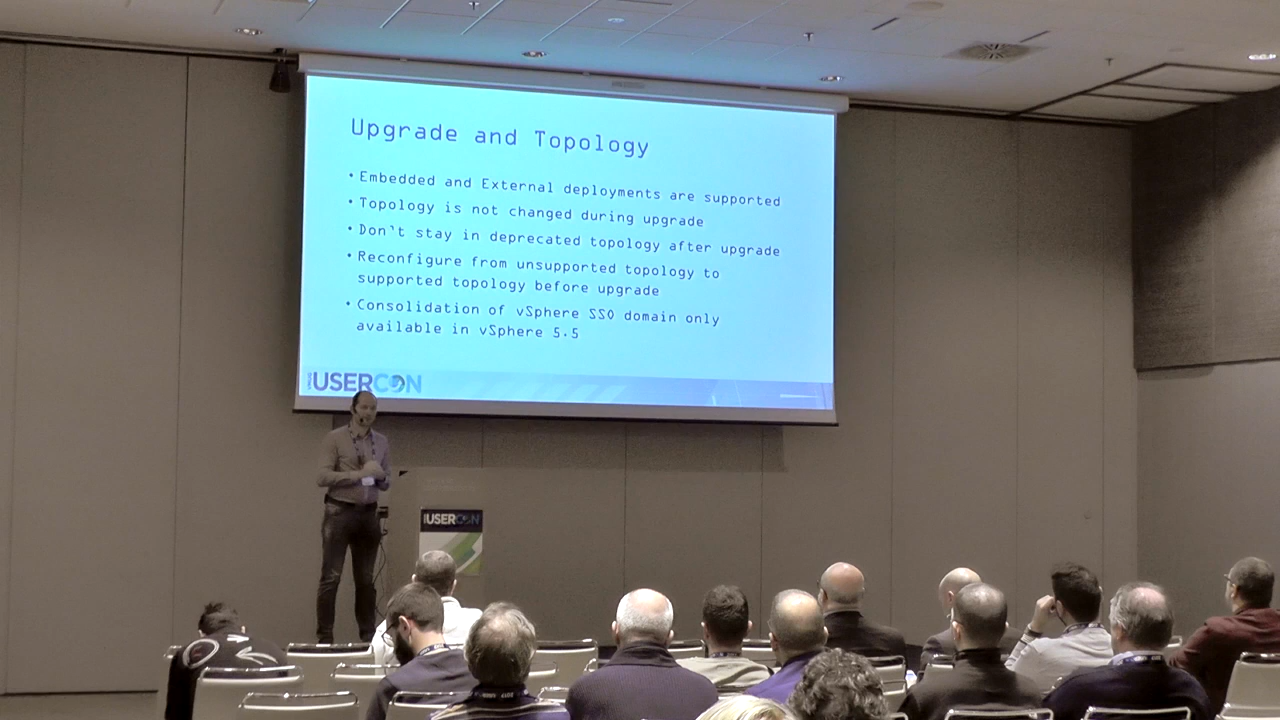 Upgrade and Topology
• Embedded and External deployments are supported
• Topology is not changed during upgrade
• Don't stay in deprecated topology after upgrade
• Reconfigure from unsupported topology to
supported topology before upgrade
• Consolidation of vSphere SSO domain only
available in vSphere 5.5
USERCON
USERCON